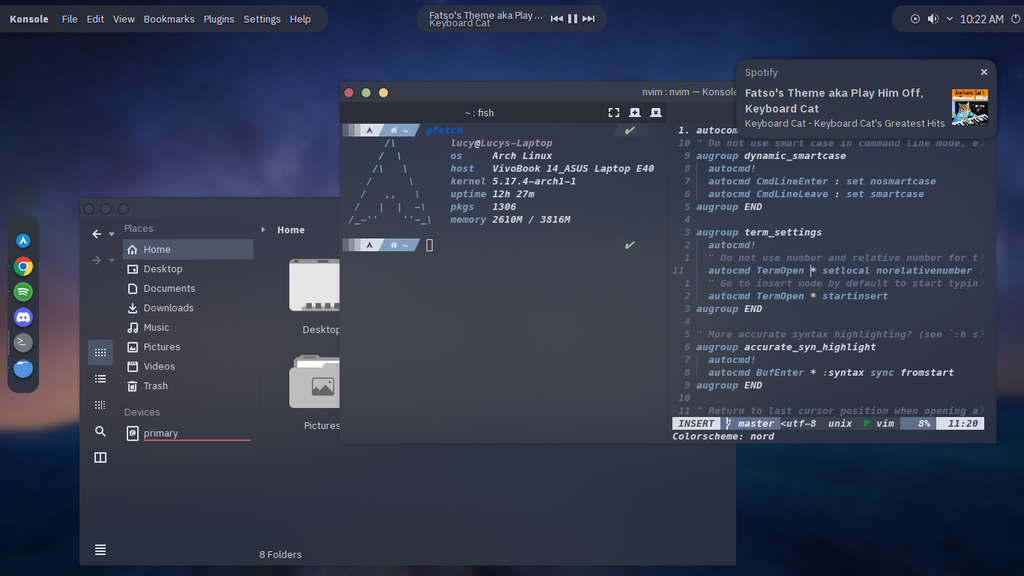 Konsole File Edit View Bookmarks Plugins Settings Help
Fatso's Theme aka Play ...
Keyboard Cat
10:22 AM
Spotify
Fatso's Theme aka Play Him Off,
Keyboard Cat
Keyboard Cat - Keyboard Cat's Greatest Hits
nvim : nvim — Konsole
~ : fish
~ pfetch
lucy@Lucys-Laptop
os Arch Linux
host VivoBook 14_ASUS Laptop E40
kernel 5.17.4-arch1-1
uptime 12h 27m
pkgs 1306
memory 2610M / 3816M
~
1. autocom
10 " Do not use smart case in command line mode, e
9 augroup dynamic_smartcase
8 autocmd!
7 autocmd CmdLineEnter : set nosmartcase
6 autocmd CmdLineLeave : set smartcase
5 augroup END
4
3 augroup term_settings
2 autocmd!
1 " Do not use number and relative number for t
11 autocmd TermOpen * setlocal norelativenumber
1 " Go to insert mode by default to start typin
2 autocmd TermOpen * startinsert
3 augroup END
4
5 " More accurate syntax highlighting? (see `:h s
6 augroup accurate_syn_highlight
7 autocmd!
8 autocmd BufEnter * :syntax sync fromstart
9 augroup END
10
11 " Return to last cursor position when opening a
INSERT master <utf-8 unix vim 8% 11:20
Colorscheme: nord
Places
Home
Desktop
Documents
Downloads
Music
Pictures
Videos
Trash
Devices
primary
Home
Desktop
Pictures
8 Folders